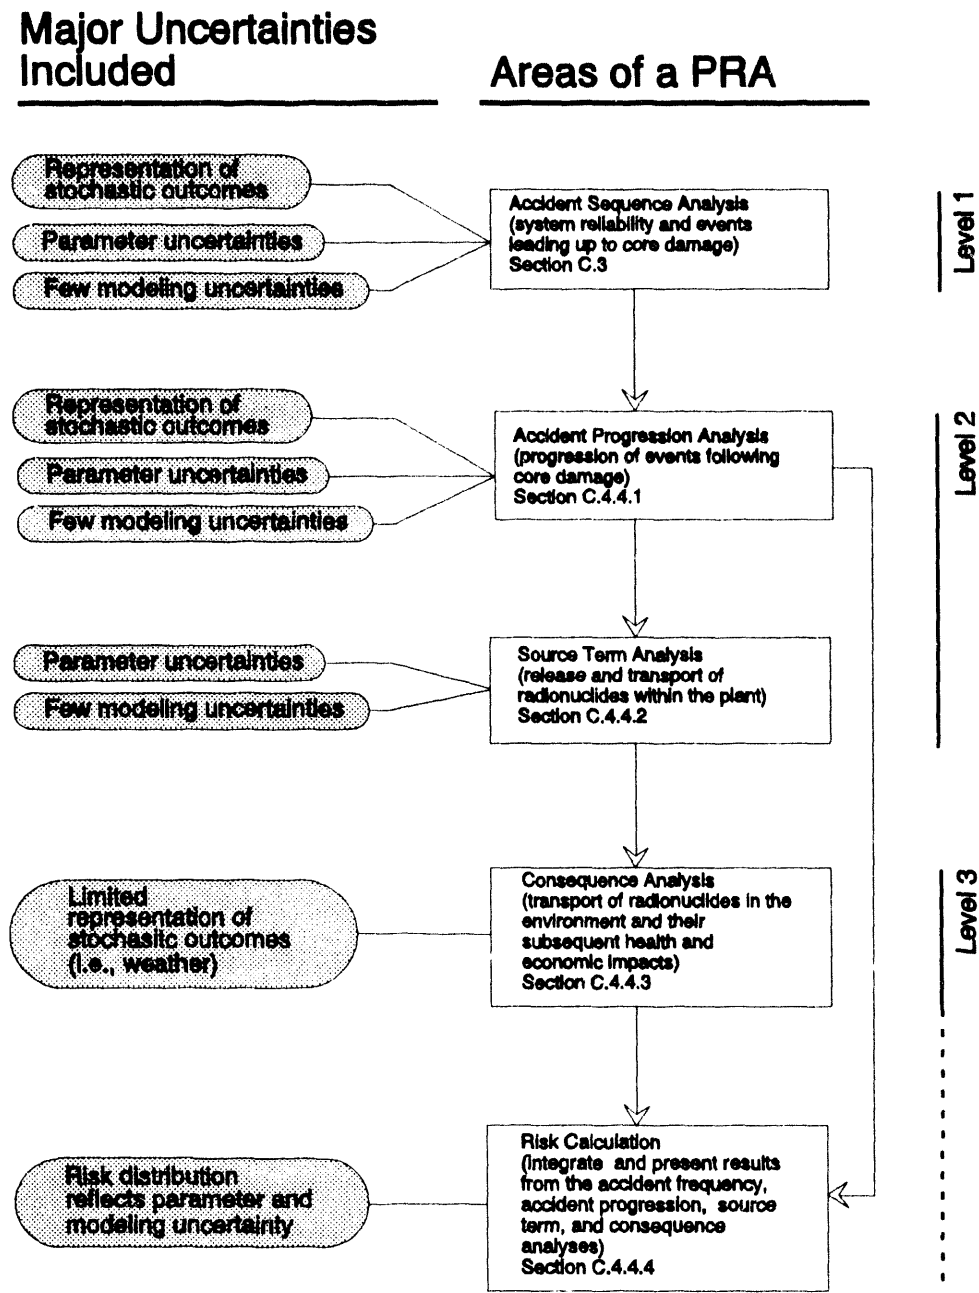 Major Uncertainties
Included
Areas of a PRA
Representation of
stochastic outcomes
Parameter uncertainties
Few modeling uncertainties
Accident Sequence Analysis
(system reliability and events
leading up to core damage)
Section C.3
Level 1
Representation of
stochastic outcomes
Parameter uncertainties
Few modeling uncertainties
Accident Progression Analysis
(progression of events following
core damage)
Section C.4.4.1
Level 2
Parameter uncertainties
Few modeling uncertainties
Source Term Analysis
(release and transport of
radionuclides within the plant)
Section C.4.4.2
Limited
representation of
stochasitc outcomes
(i.e., weather)
Consequence Analysis
(transport of radionuclides in the
environment and their
subsequent health and
economic impacts)
Section C.4.4.3
Level 3
Risk distribution
reflects parameter and
modeling uncertainty
Risk Calculation
(integrate and present results
from the accident frequency,
accident progression, source
term, and consequence
analyses)
Section C.4.4.4